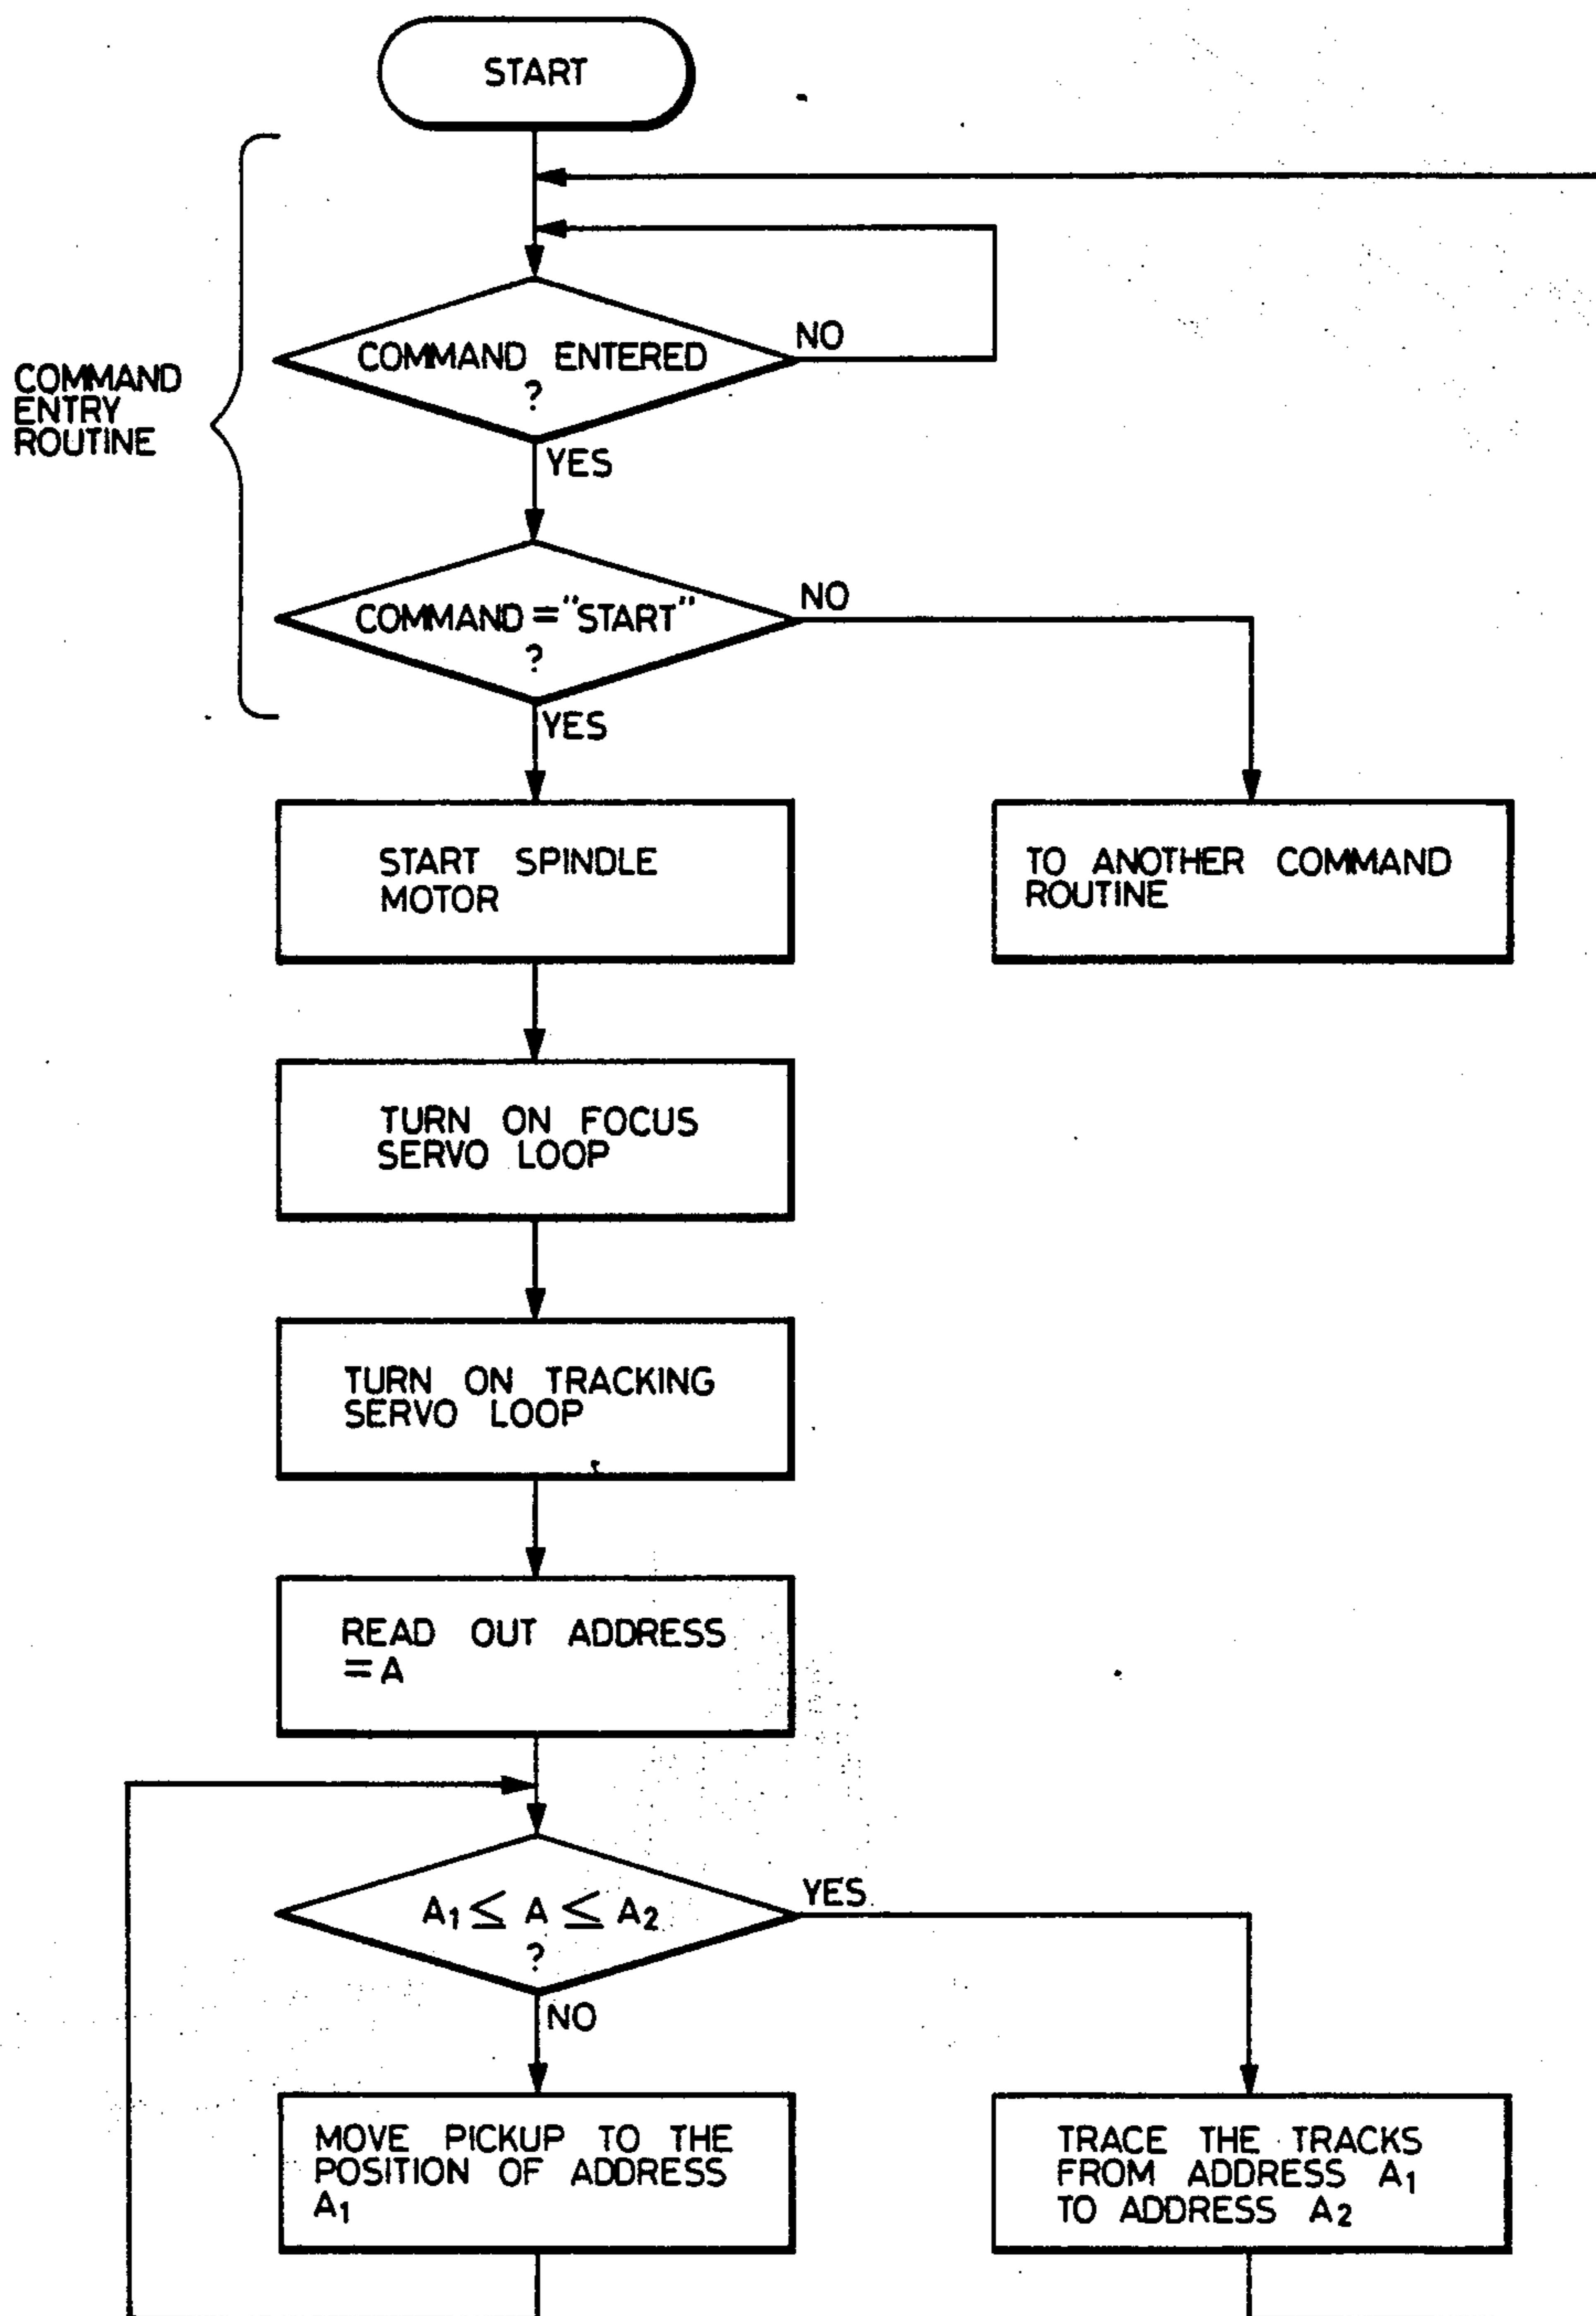 START
COMMAND ENTERED
?
NO
COMMAND
ENTRY
ROUTINE
YES
COMMAND="START"
?
NO
YES
START SPINDLE
MOTOR
TO ANOTHER COMMAND
ROUTINE
TURN ON FOCUS
SERVO LOOP
TURN ON TRACKING
SERVO LOOP
READ OUT ADDRESS
=A
A₁ ≤ A ≤ A₂
?
YES
NO
MOVE PICKUP TO THE
POSITION OF ADDRESS
A₁
TRACE THE TRACKS
FROM ADDRESS A₁
TO ADDRESS A₂